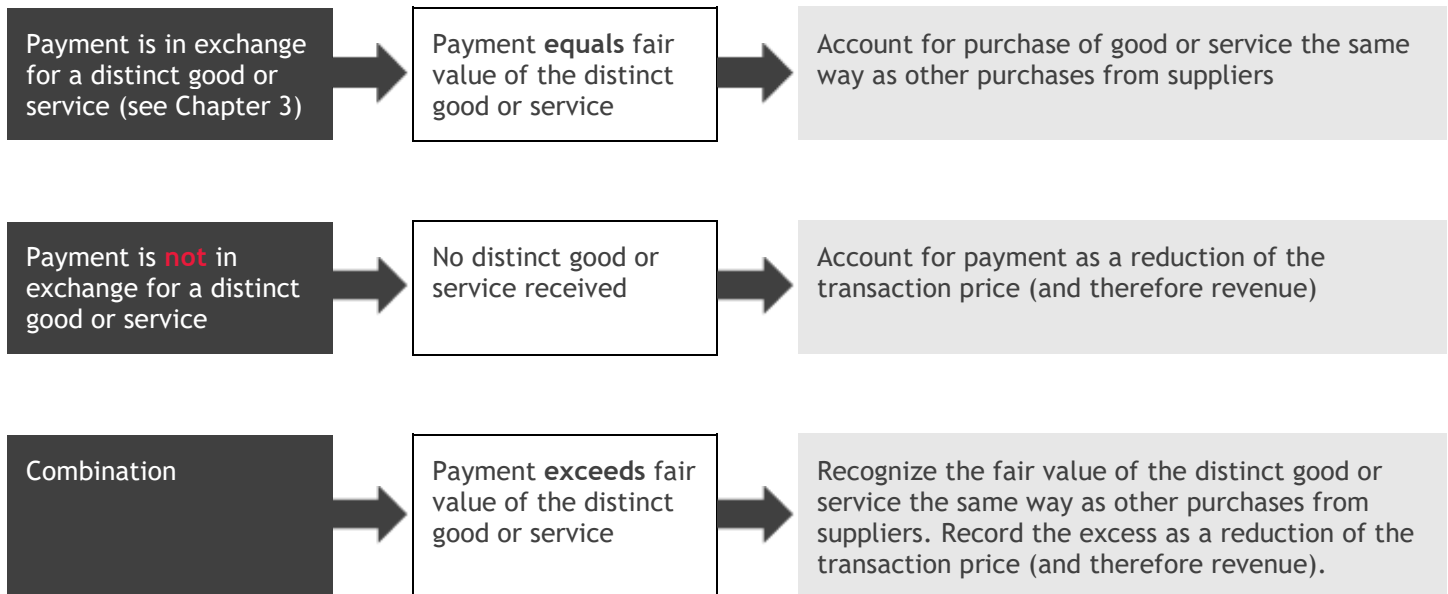 Payment is in exchange
for a distinct good or
service (see Chapter 3)
Payment equals fair
value of the distinct
good or service
Account for purchase of good or service the same
way as other purchases from suppliers
Payment is not in
exchange for a distinct
good or service
No distinct good or
service received
Account for payment as a reduction of the
transaction price (and therefore revenue)
Combination
Payment exceeds fair
value of the distinct
good or service
Recognize the fair value of the distinct good or
service the same way as other purchases from
suppliers. Record the excess as a reduction of the
transaction price (and therefore revenue).